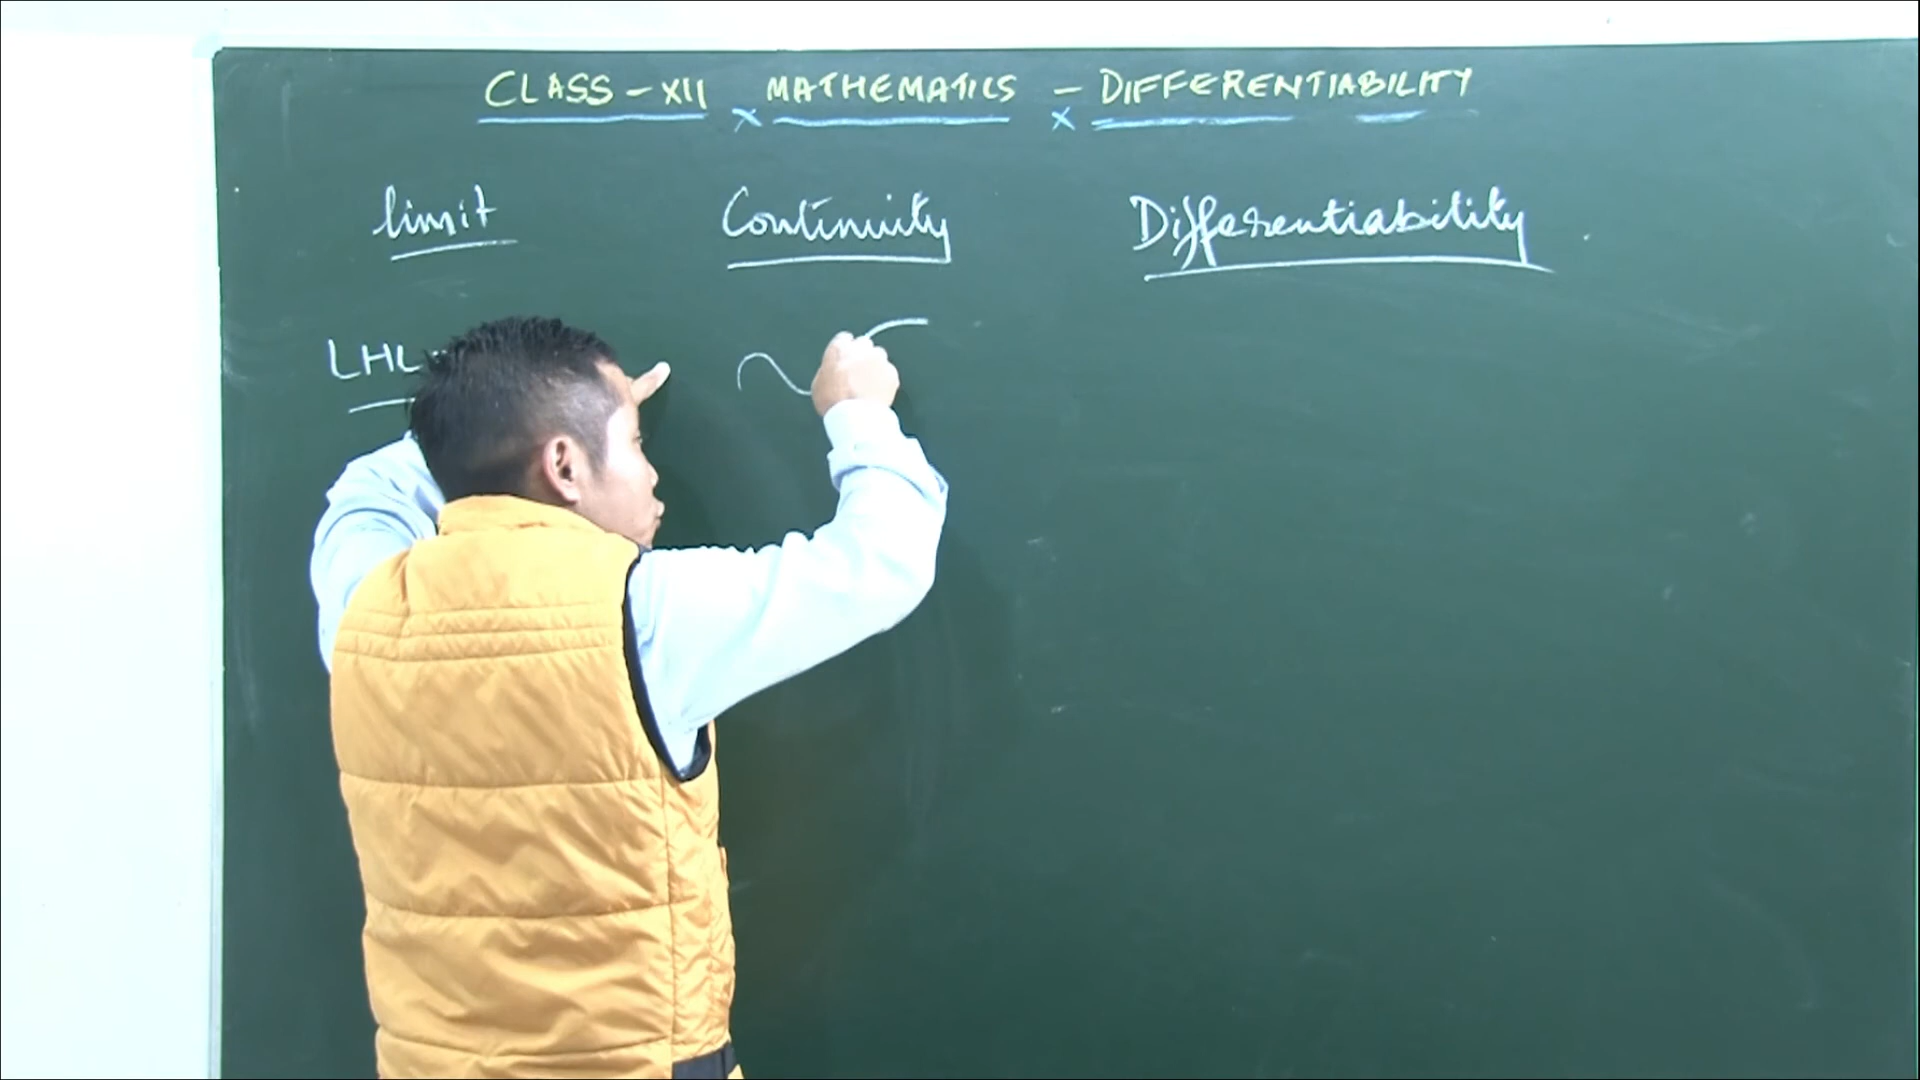 CLASS - XII MATHEMATICS - DIFFERENTIABILITY
limit Continuity Differentiability
LHL